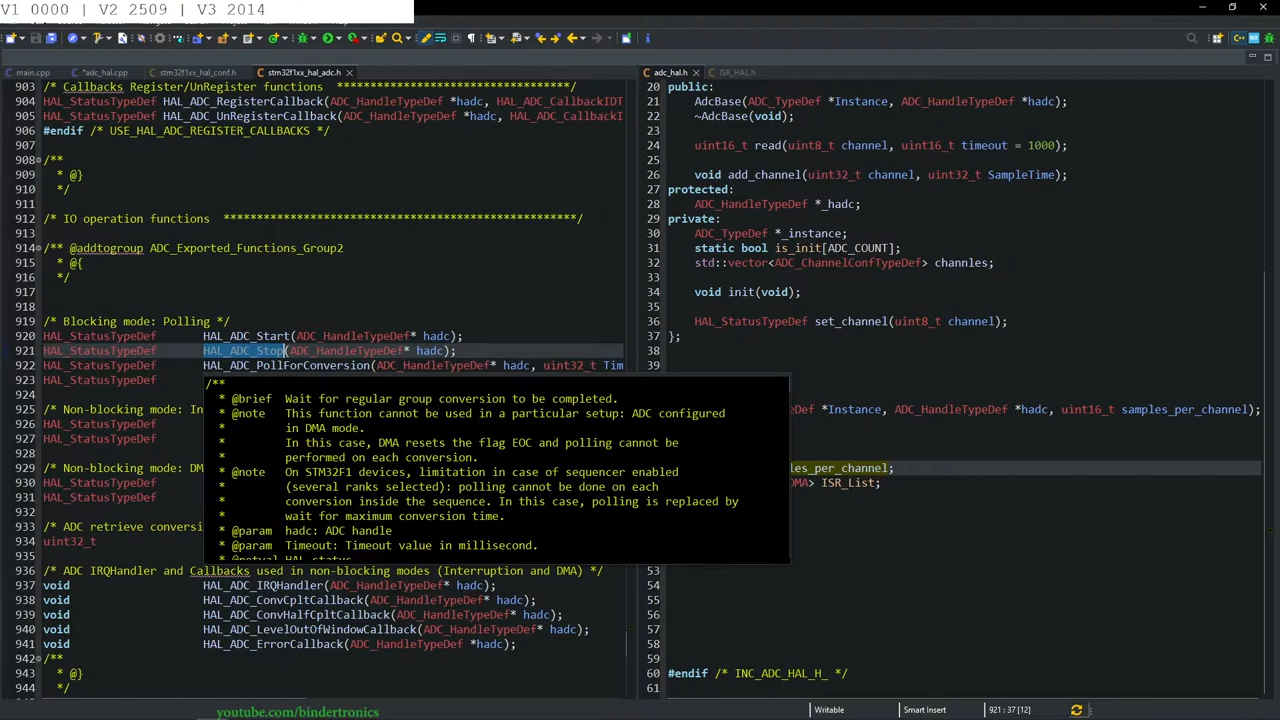 V1 0000 | V2 2509 | V3 2014
main.cpp
*adc_hal.cpp
stm32f1xx_hal_conf.h
stm32f1xx_hal_adc.h
903 /* Callbacks Register/UnRegister functions ***********************************/
904 HAL_StatusTypeDef HAL_ADC_RegisterCallback(ADC_HandleTypeDef *hadc, HAL_ADC_CallbackIDT
905 HAL_StatusTypeDef HAL_ADC_UnRegisterCallback(ADC_HandleTypeDef *hadc, HAL_ADC_CallbackI
906 #endif /* USE_HAL_ADC_REGISTER_CALLBACKS */
907
908 /**
909 * @}
910 */
911
912 /* IO operation functions *****************************************************/
913
914 /** @addtogroup ADC_Exported_Functions_Group2
915 * @{
916 */
917
918
919 /* Blocking mode: Polling */
920 HAL_StatusTypeDef HAL_ADC_Start(ADC_HandleTypeDef* hadc);
921 HAL_StatusTypeDef HAL_ADC_Stop(ADC_HandleTypeDef* hadc);
922 HAL_StatusTypeDef HAL_ADC_PollForConversion(ADC_HandleTypeDef* hadc, uint32_t Tim
923 HAL_StatusTypeDef
924
925 /* Non-blocking mode: In
926 HAL_StatusTypeDef
927 HAL_StatusTypeDef
928
929 /* Non-blocking mode: DM
930 HAL_StatusTypeDef
931 HAL_StatusTypeDef
932
933 /* ADC retrieve conversi
934 uint32_t
935
936 /* ADC IRQHandler and Callbacks used in non-blocking modes (Interruption and DMA) */
937 void HAL_ADC_IRQHandler(ADC_HandleTypeDef* hadc);
938 void HAL_ADC_ConvCpltCallback(ADC_HandleTypeDef* hadc);
939 void HAL_ADC_ConvHalfCpltCallback(ADC_HandleTypeDef* hadc);
940 void HAL_ADC_LevelOutOfWindowCallback(ADC_HandleTypeDef* hadc);
941 void HAL_ADC_ErrorCallback(ADC_HandleTypeDef *hadc);
942 /**
943 * @}
944 */
/**
* @brief Wait for regular group conversion to be completed.
* @note This function cannot be used in a particular setup: ADC configured
* in DMA mode.
* In this case, DMA resets the flag EOC and polling cannot be
* performed on each conversion.
* @note On STM32F1 devices, limitation in case of sequencer enabled
* (several ranks selected): polling cannot be done on each
* conversion inside the sequence. In this case, polling is replaced by
* wait for maximum conversion time.
* @param hadc: ADC handle
* @param Timeout: Timeout value in millisecond.
* @retval HAL status
adc_hal.h
ISR_HAL.h
20 public:
21 AdcBase(ADC_TypeDef *Instance, ADC_HandleTypeDef *hadc);
22 ~AdcBase(void);
23
24 uint16_t read(uint8_t channel, uint16_t timeout = 1000);
25
26 void add_channel(uint32_t channel, uint32_t SampleTime);
27 protected:
28 ADC_HandleTypeDef *_hadc;
29 private:
30 ADC_TypeDef *_instance;
31 static bool is_init[ADC_COUNT];
32 std::vector<ADC_ChannelConfTypeDef> channles;
33
34 void init(void);
35
36 HAL_StatusTypeDef set_channel(uint8_t channel);
37 };
38
*Instance, ADC_HandleTypeDef *hadc, uint16_t samples_per_channel);
les_per_channel;
DMA> ISR_List;
53
54
55
56
57
58
59
60 #endif /* INC_ADC_HAL_H_ */
61
youtube.com/bindertronics
Writable
Smart Insert
921 : 37 [12]